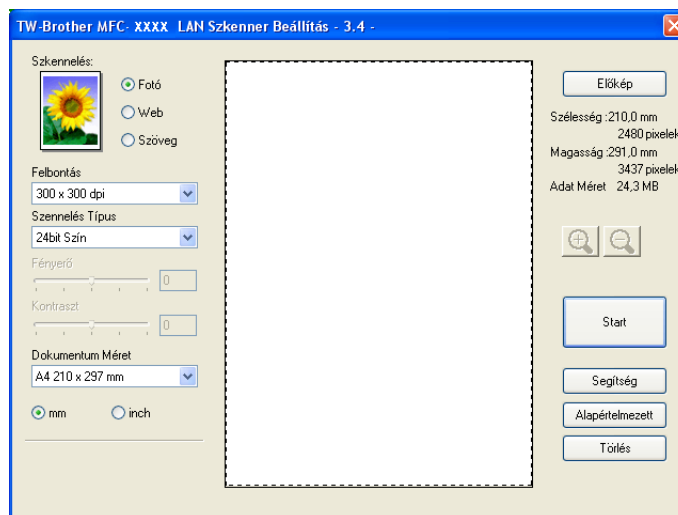 TW-Brother MFC- XXXX LAN Szkenner Beállítás - 3.4 -
Szkennelés:
Fotó
Web
Szöveg
Felbontás
300 x 300 dpi
Szennelés Típus
24bit Szín
Fényerő
0
Kontraszt
0
Dokumentum Méret
A4 210 x 297 mm
mm
inch
Előkép
Szélesség :210,0 mm
2480 pixelek
Magasság :291,0 mm
3437 pixelek
Adat Méret 24,3 MB
Start
Segítség
Alapértelmezett
Törlés